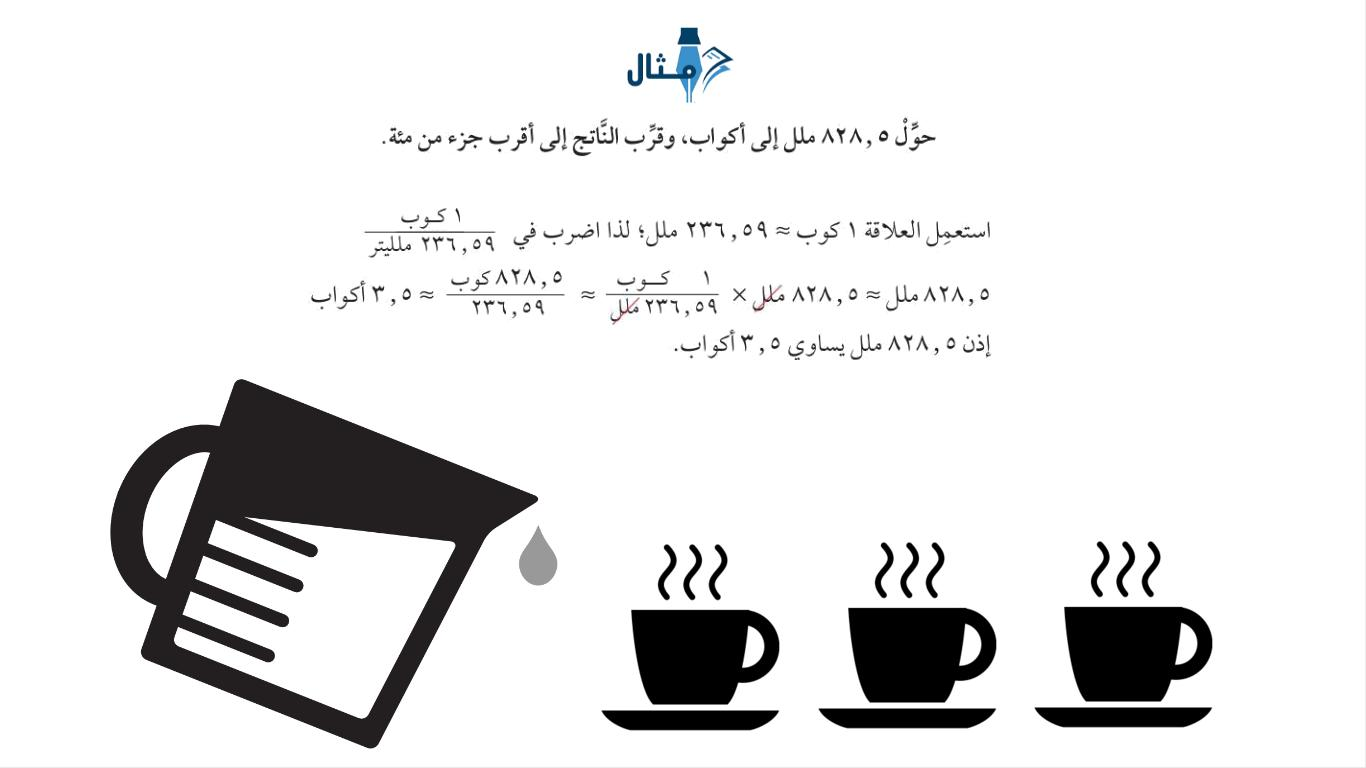 مثال
حوِّلْ ٨٢٨,٥ ملل إلى أكواب، وقرِّب النَّاتج إلى أقرب جزء من مئة.
استعمِل العلاقة ١ كوب ≈ ٢٣٦,٥٩ ملل؛ لذا اضرب في ١ كوب / ٢٣٦,٥٩ ملليتر
٨٢٨,٥ ملل ≈ ٨٢٨,٥ ملل × ١ كوب / ٢٣٦,٥٩ ملل ≈ ٨٢٨,٥ كوب / ٢٣٦,٥٩ ≈ ٣,٥ أكواب
إذن ٨٢٨,٥ ملل يساوي ٣,٥ أكواب.